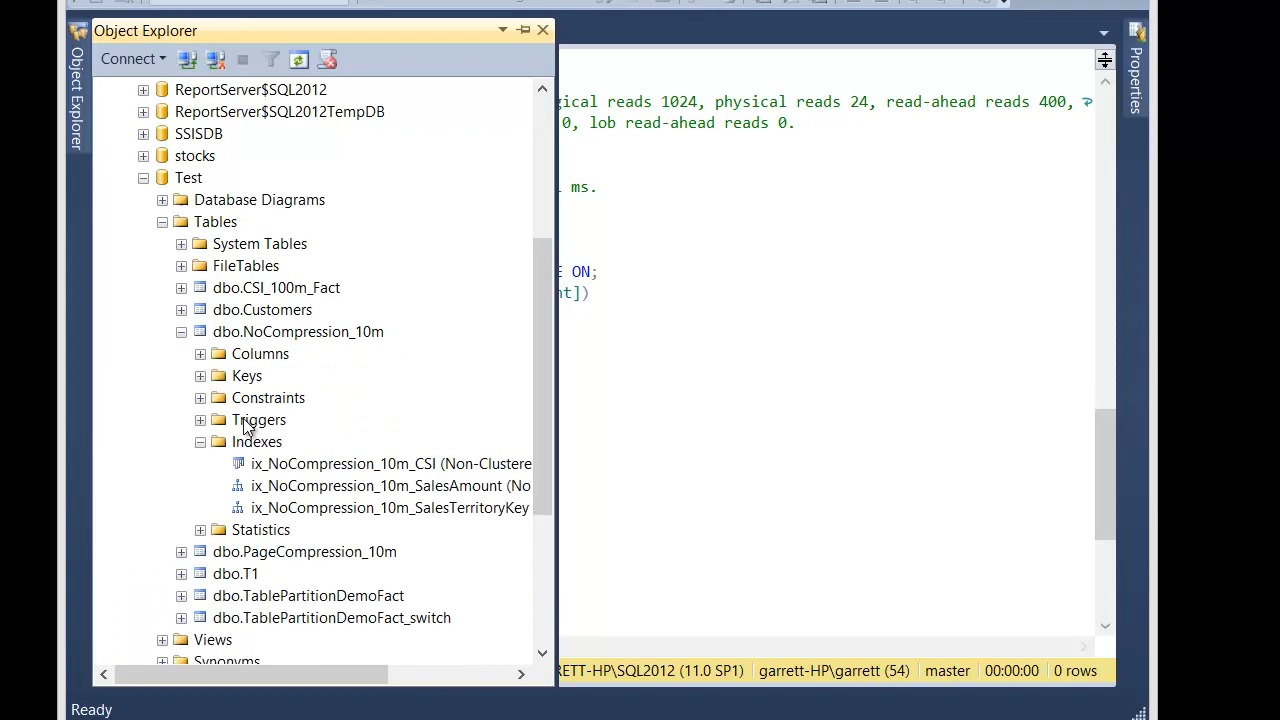 Object Explorer
Connect
ReportServer$SQL2012
ReportServer$SQL2012TempDB
SSISDB
stocks
Test
Database Diagrams
Tables
System Tables
FileTables
dbo.CSI_100m_Fact
dbo.Customers
dbo.NoCompression_10m
Columns
Keys
Constraints
Triggers
Indexes
ix_NoCompression_10m_CSI (Non-Clustere
ix_NoCompression_10m_SalesAmount (No
ix_NoCompression_10m_SalesTerritoryKey
Statistics
dbo.PageCompression_10m
dbo.T1
dbo.TablePartitionDemoFact
dbo.TablePartitionDemoFact_switch
Views
Synonyms
Object Explorer
gical reads 1024, physical reads 24, read-ahead reads 400,
0, lob read-ahead reads 0.
ms.
E ON;
nt])
Properties
RETT-HP\SQL2012 (11.0 SP1) garrett-HP\garrett (54) master 00:00:00 0 rows
Ready